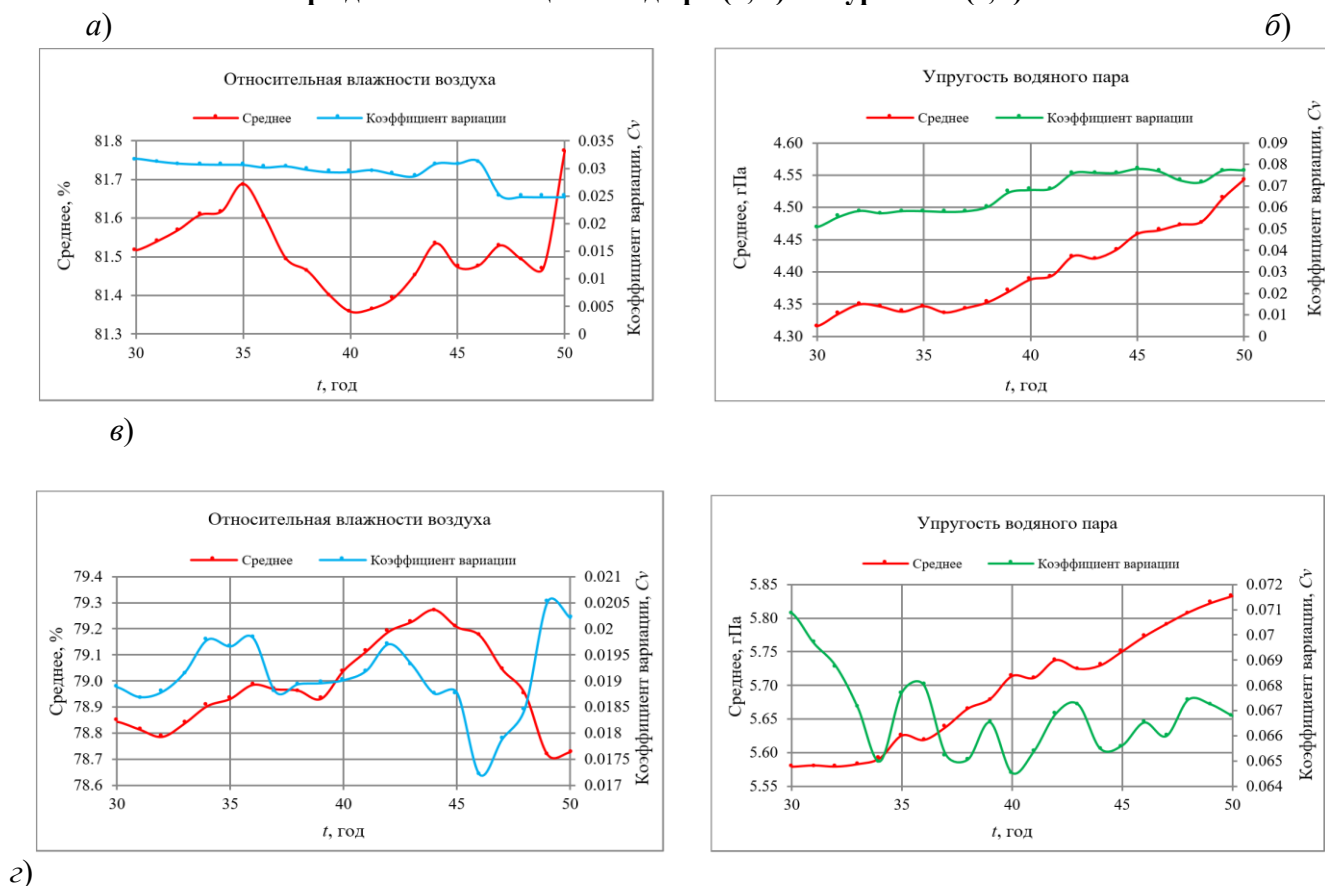 а)
б)
Относительная влажности воздуха
Среднее
Коэффициент вариации
81.8
81.7
81.6
81.5
81.4
81.3
Среднее, %
0.035
0.03
0.025
0.02
0.015
0.01
0.005
0
Коэффициент вариации, Cv
30 35 40 45 50
t, год
Упругость водяного пара
Среднее
Коэффициент вариации
4.60
4.55
4.50
4.45
4.40
4.35
4.30
Среднее, гПа
0.09
0.08
0.07
0.06
0.05
0.04
0.03
0.02
0.01
0
Коэффициент вариации, Cv
30 35 40 45 50
t, год
в)
Относительная влажности воздуха
Среднее
Коэффициент вариации
79.4
79.3
79.2
79.1
79.0
78.9
78.8
78.7
78.6
Среднее, %
0.021
0.0205
0.02
0.0195
0.019
0.0185
0.018
0.0175
0.017
Коэффициент вариации, Cv
30 35 40 45 50
t, год
Упругость водяного пара
Среднее
Коэффициент вариации
5.85
5.80
5.75
5.70
5.65
5.60
5.55
Среднее, гПа
0.072
0.071
0.07
0.069
0.068
0.067
0.066
0.065
0.064
Коэффициент вариации, Cv
30 35 40 45 50
t, год
г)